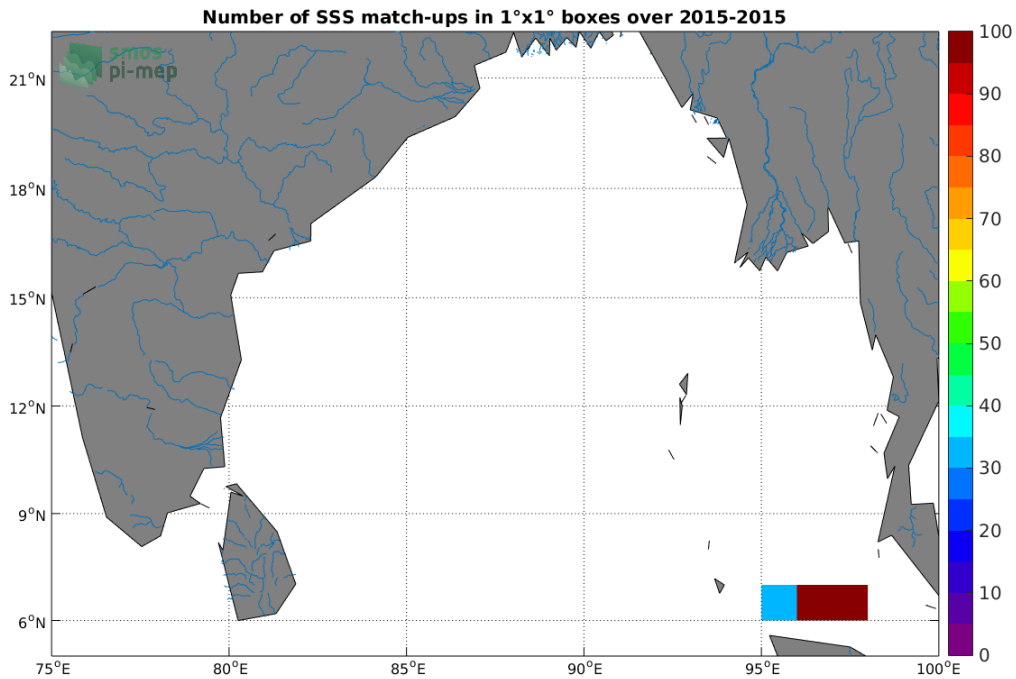 Number of SSS match-ups in 1°x1° boxes over 2015-2015
smos
pi-mep
21°N
18°N
15°N
12°N
9°N
6°N
75°E
80°E
85°E
90°E
95°E
100°E
100
90
80
70
60
50
40
30
20
10
0